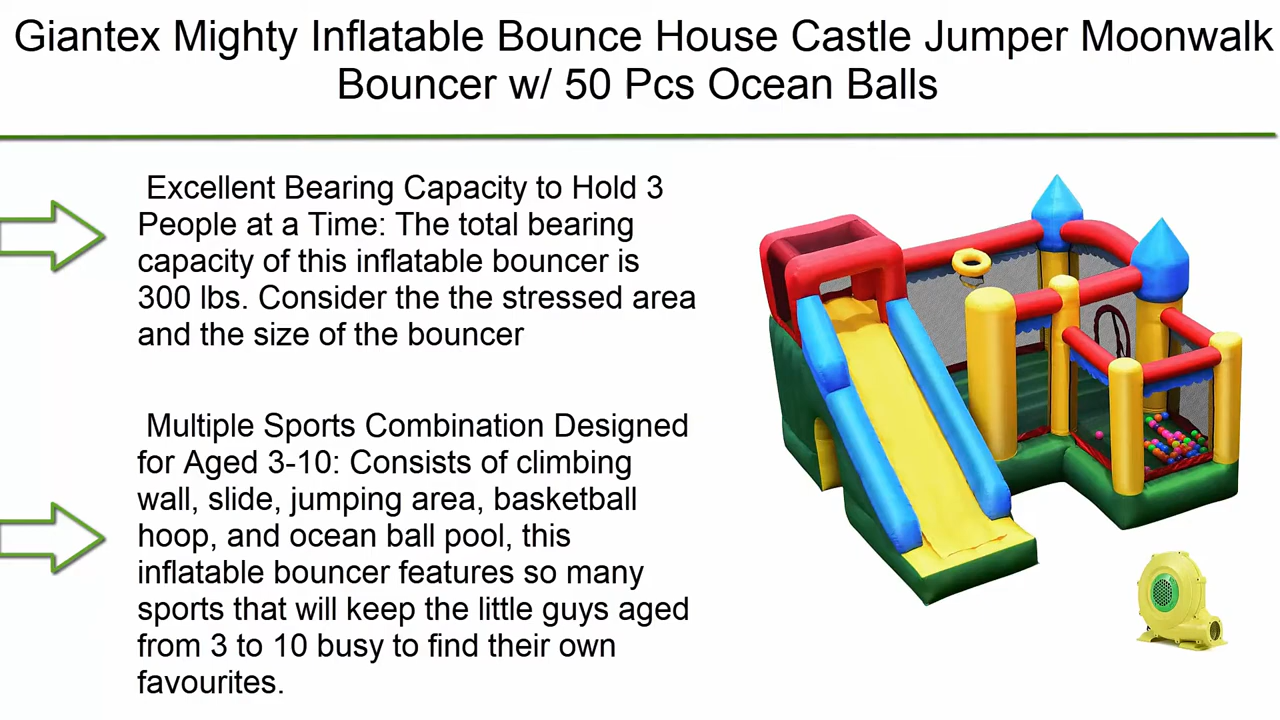 Giantex Mighty Inflatable Bounce House Castle Jumper Moonwalk
Bouncer w/ 50 Pcs Ocean Balls
Excellent Bearing Capacity to Hold 3
People at a Time: The total bearing
capacity of this inflatable bouncer is
300 lbs. Consider the the stressed area
and the size of the bouncer
Multiple Sports Combination Designed
for Aged 3-10: Consists of climbing
wall, slide, jumping area, basketball
hoop, and ocean ball pool, this
inflatable bouncer features so many
sports that will keep the little guys aged
from 3 to 10 busy to find their own
favourites.